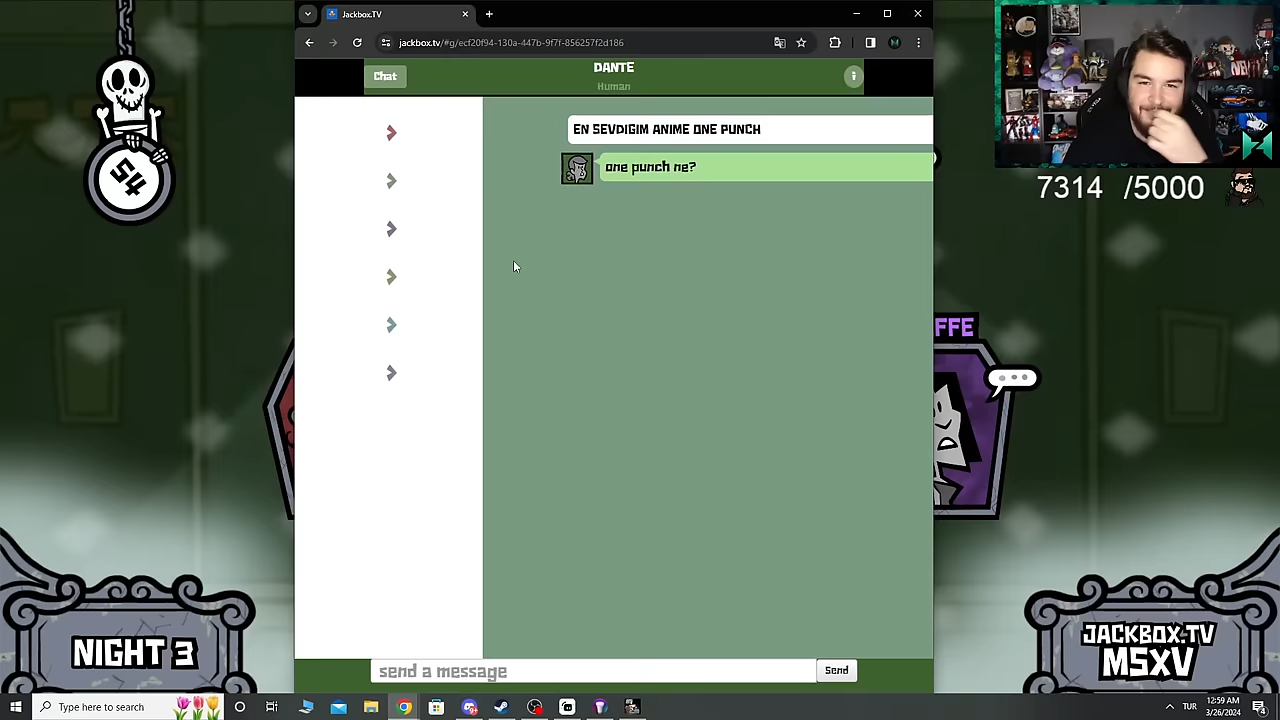 Jackbox.TV
jackbox.tv/#g/ecf20f94-130a-447b-9f7f-856257f2d185
Chat
DANTE
Human
EN SEVDIGIM ANIME ONE PUNCH
one punch ne?
54
7314 /5000
FFE
NIGHT 3
JACKBOX.TV
MSXV
send a message
Send
Type here to search
TUR
12:59 AM
3/26/2024